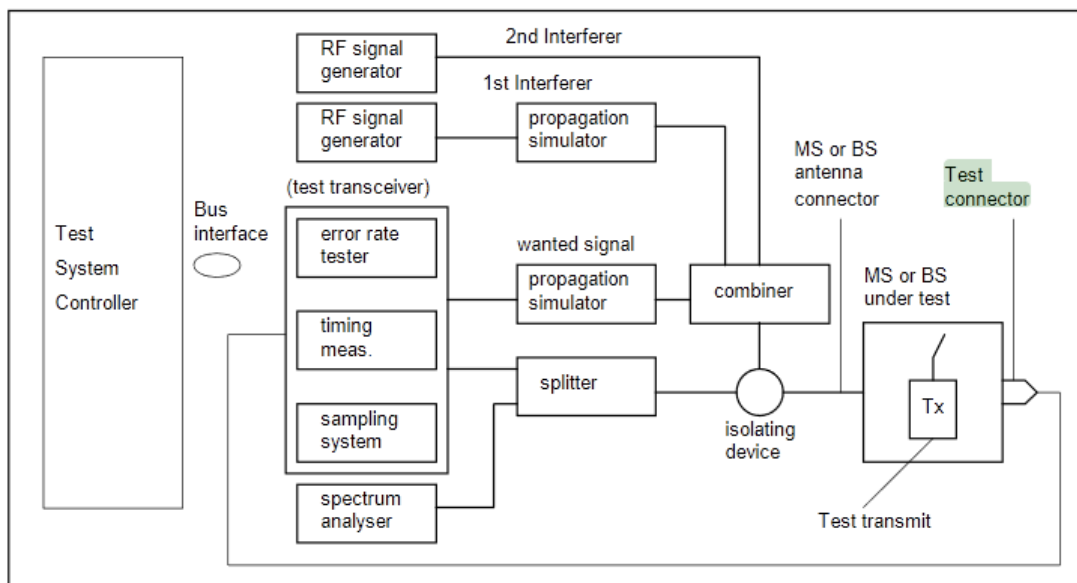 RF signal
generator
2nd Interferer
RF signal
generator
1st Interferer
propagation
simulator
(test transceiver)
Test
System
Controller
Bus
interface
error rate
tester
timing
meas.
sampling
system
spectrum
analyser
wanted signal
propagation
simulator
splitter
combiner
isolating
device
MS or BS
antenna
connector
Test
connector
MS or BS
under test
Tx
Test transmit